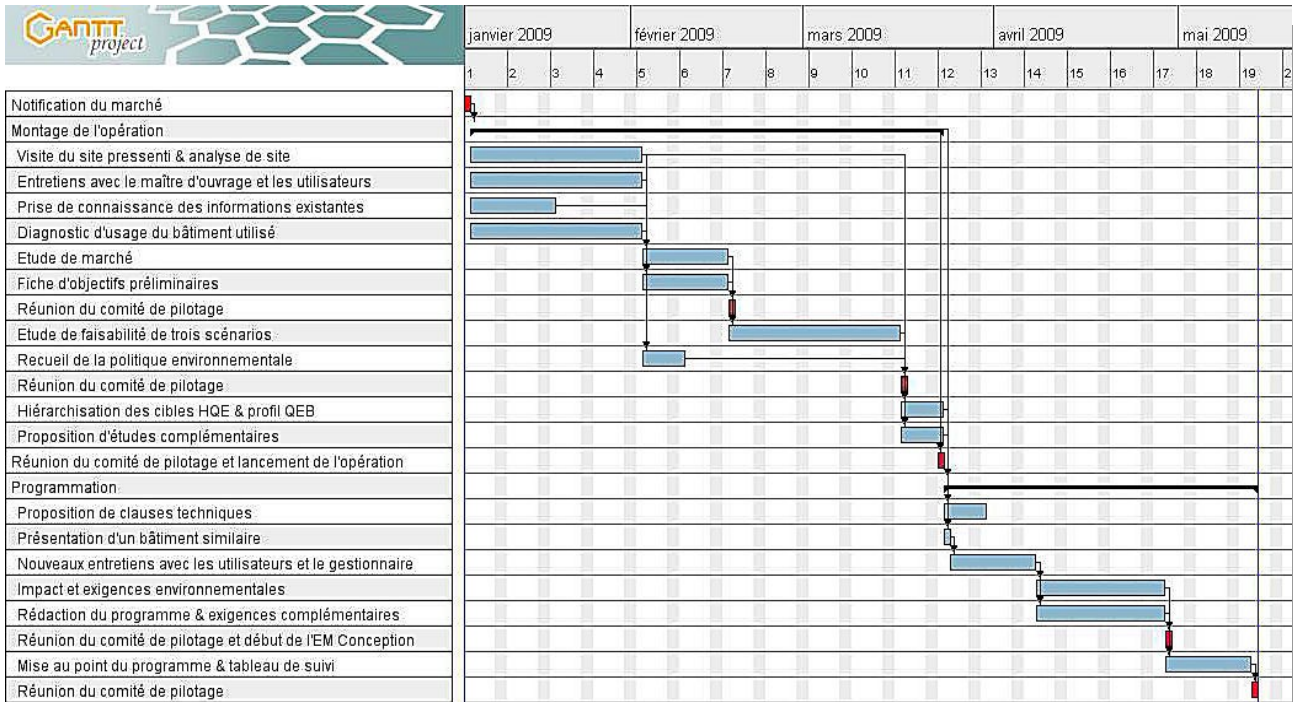 GANTT
project
janvier 2009 février 2009 mars 2009 avril 2009 mai 2009
1 2 3 4 5 6 7 8 9 10 11 12 13 14 15 16 17 18 19 2
Notification du marché
Montage de l'opération
Visite du site pressenti & analyse de site
Entretiens avec le maître d'ouvrage et les utilisateurs
Prise de connaissance des informations existantes
Diagnostic d'usage du bâtiment utilisé
Etude de marché
Fiche d'objectifs préliminaires
Réunion du comité de pilotage
Etude de faisabilité de trois scénarios
Recueil de la politique environnementale
Réunion du comité de pilotage
Hiérarchisation des cibles HQE & profil QEB
Proposition d'études complémentaires
Réunion du comité de pilotage et lancement de l'opération
Programmation
Proposition de clauses techniques
Présentation d'un bâtiment similaire
Nouveaux entretiens avec les utilisateurs et le gestionnaire
Impact et exigences environnementales
Rédaction du programme & exigences complémentaires
Réunion du comité de pilotage et début de l'EM Conception
Mise au point du programme & tableau de suivi
Réunion du comité de pilotage